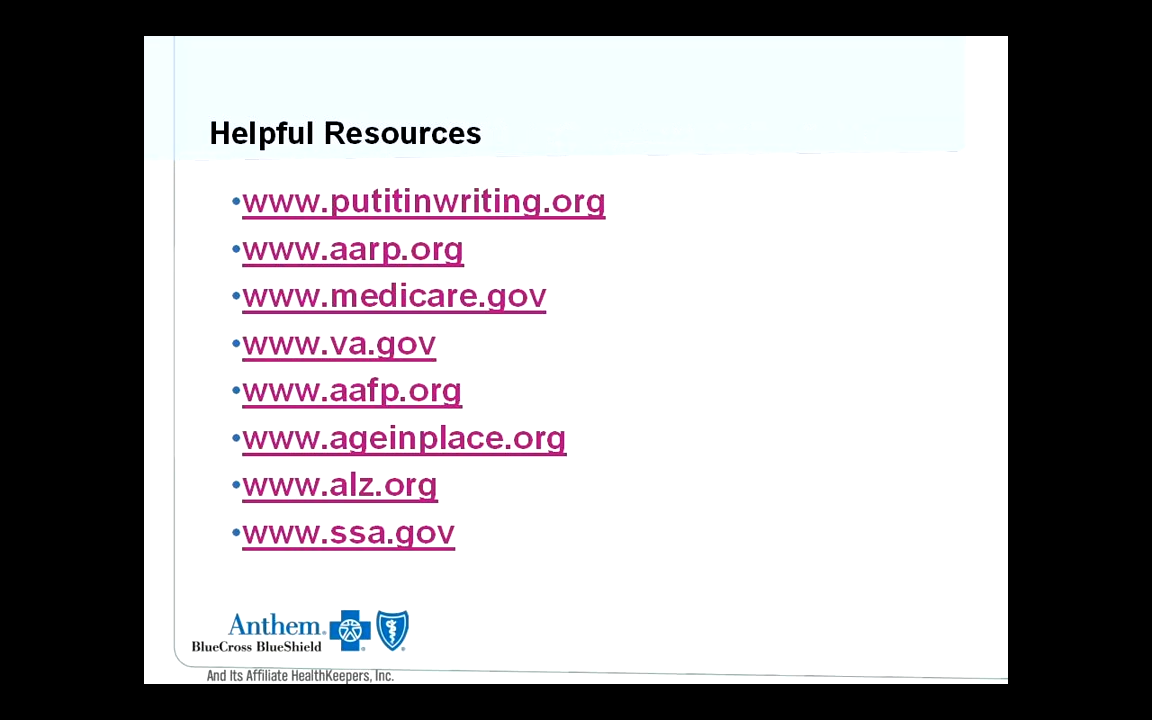 Helpful Resources
•www.putitinwriting.org
•www.aarp.org
•www.medicare.gov
•www.va.gov
•www.aafp.org
•www.ageinplace.org
•www.alz.org
•www.ssa.gov
Anthem®
BlueCross BlueShield
And Its Affiliate HealthKeepers, Inc.